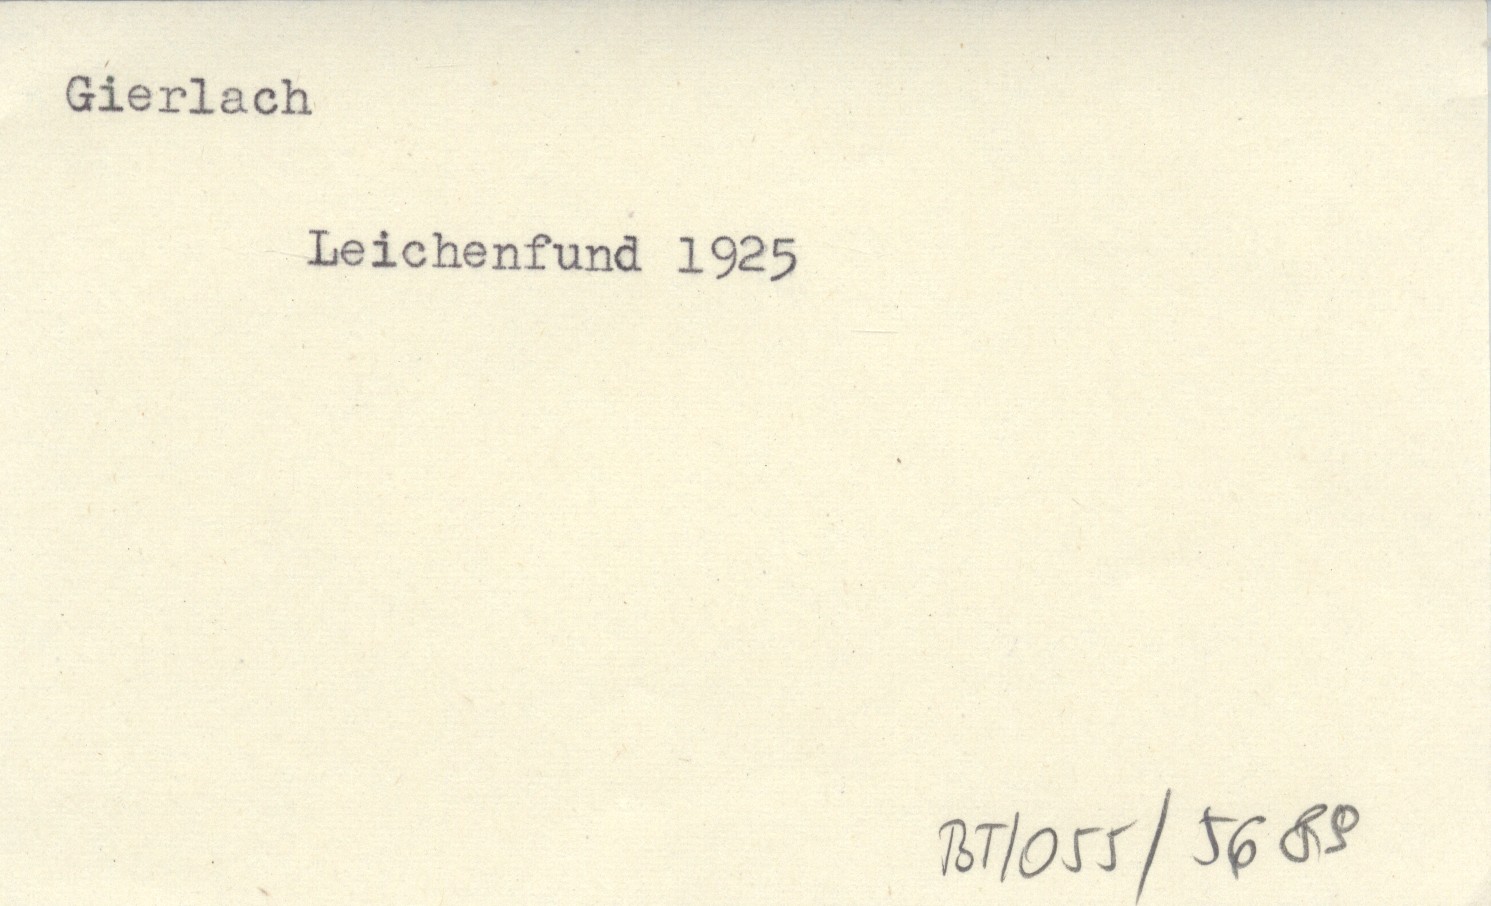 Gierlach
Leichenfund 1925
BT/055/5689